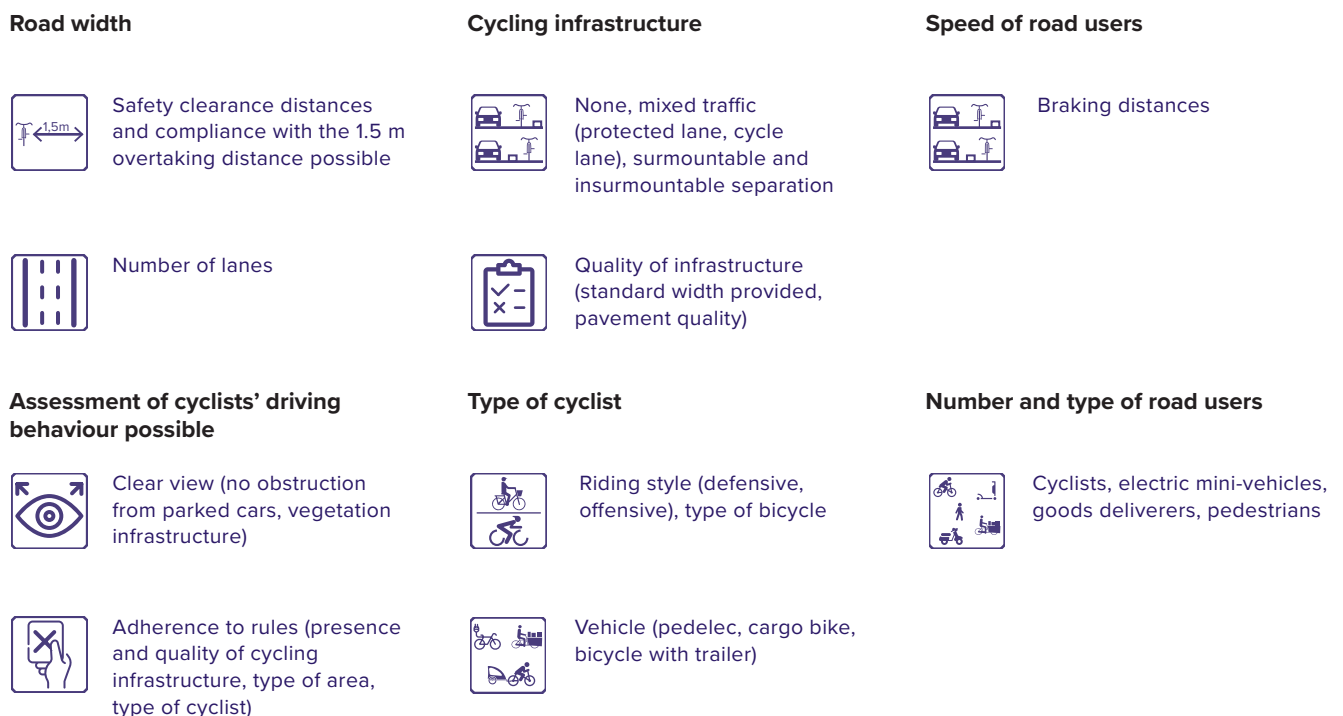 Road width
1,5m
Safety clearance distances
and compliance with the 1.5 m
overtaking distance possible
Number of lanes
Cycling infrastructure
None, mixed traffic
(protected lane, cycle
lane), surmountable and
insurmountable separation
Quality of infrastructure
(standard width provided,
pavement quality)
Speed of road users
Braking distances
Assessment of cyclists’ driving
behaviour possible
Clear view (no obstruction
from parked cars, vegetation
infrastructure)
Adherence to rules (presence
and quality of cycling
infrastructure, type of area,
type of cyclist)
Type of cyclist
Riding style (defensive,
offensive), type of bicycle
Vehicle (pedelec, cargo bike,
bicycle with trailer)
Number and type of road users
Cyclists, electric mini-vehicles,
goods deliverers, pedestrians